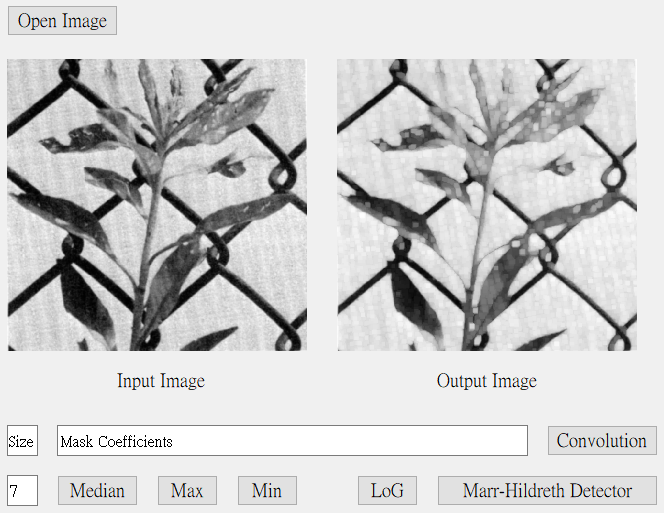 Open Image
Input Image
Output Image
Size
Mask Coefficients
Convolution
7
Median
Max
Min
LoG
Marr-Hildreth Detector